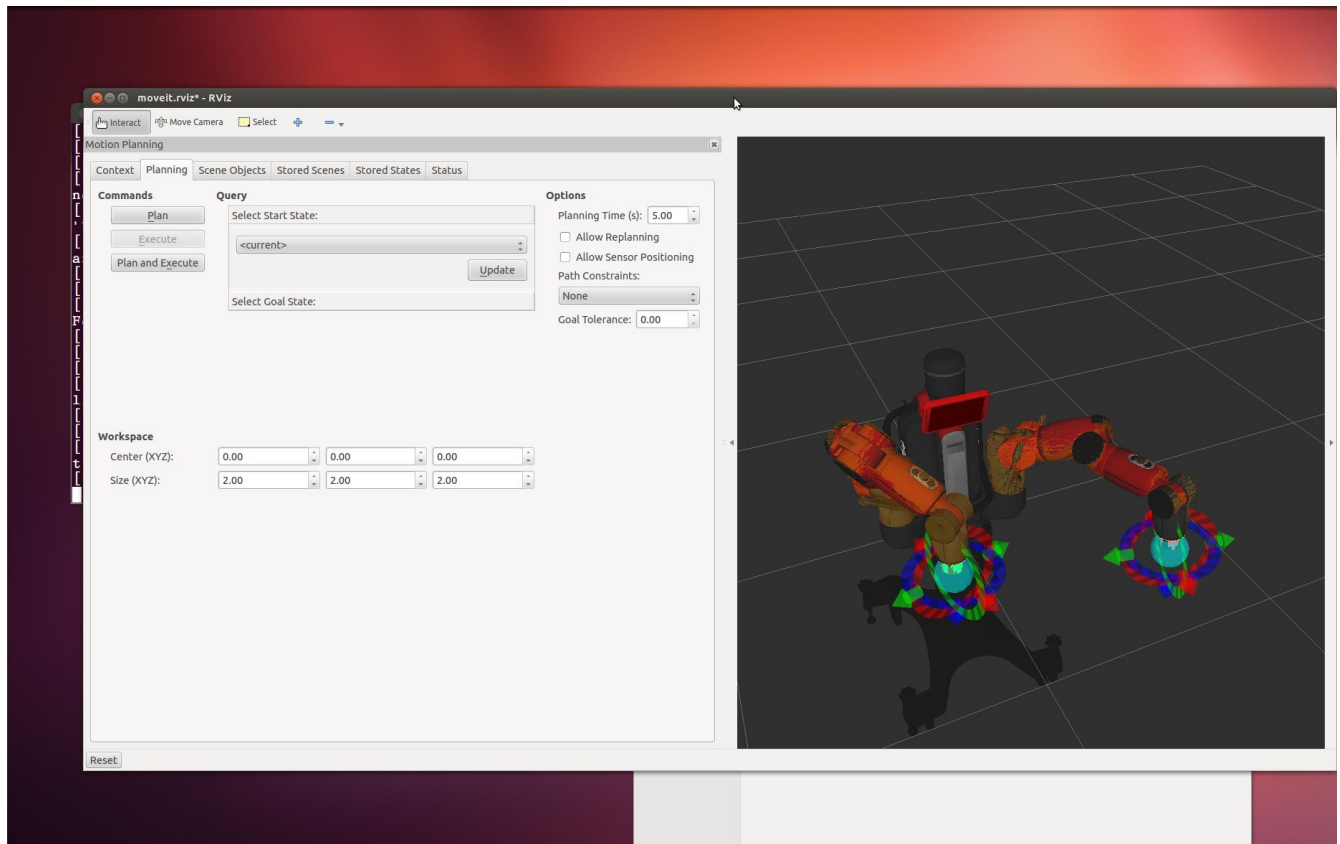 moveit.rviz* - RViz
Interact Move Camera Select
Motion Planning
Context Planning Scene Objects Stored Scenes Stored States Status
Commands Query Options
Plan Select Start State: Planning Time (s): 5.00
Execute <current> Allow Replanning
Plan and Execute Update Allow Sensor Positioning
Path Constraints:
Select Goal State: None
Goal Tolerance: 0.00
Workspace
Center (XYZ): 0.00 0.00 0.00
Size (XYZ): 2.00 2.00 2.00
Reset